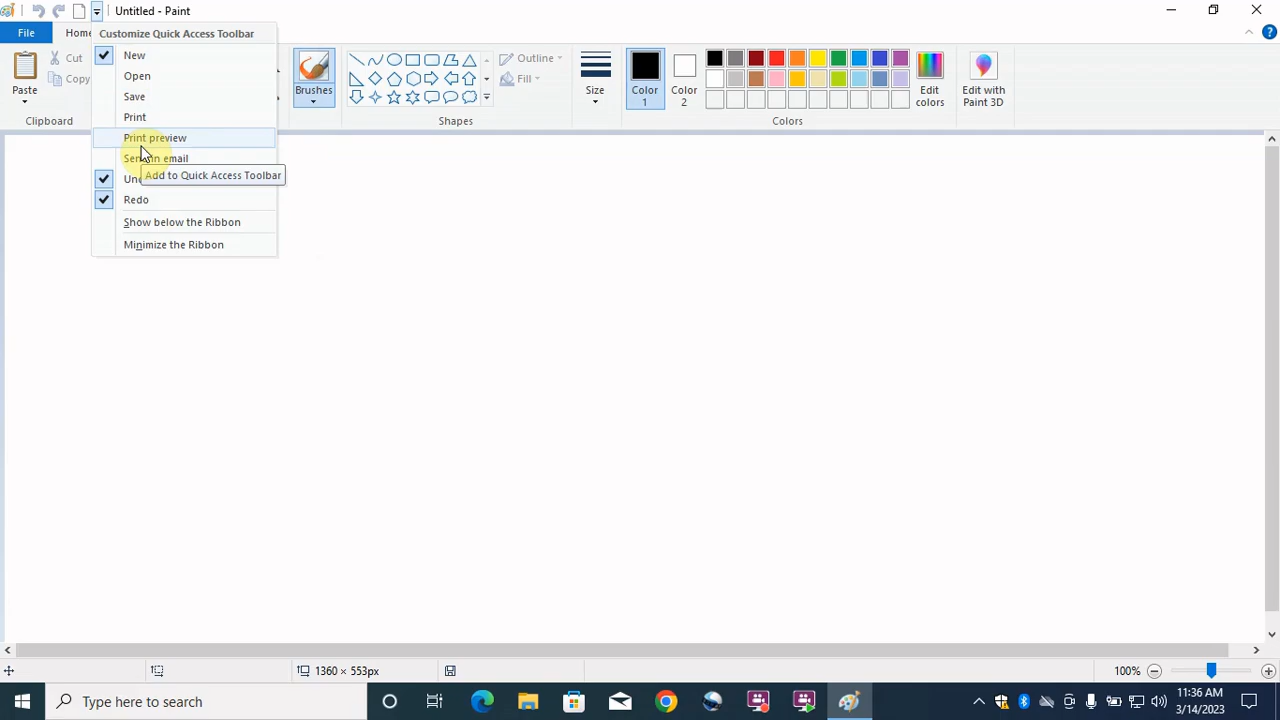 Untitled - Paint
File
Hom
Customize Quick Access Toolbar
New
Open
Save
Print
Print preview
Send in email
Add to Quick Access Toolbar
Redo
Show below the Ribbon
Minimize the Ribbon
Paste
Cut
Copy
Clipboard
Brushes
Outline
Fill
Shapes
Size
Color 1
Color 2
Edit colors
Edit with Paint 3D
Colors
1360 × 553px
100%
Type here to search
11:36 AM
3/14/2023